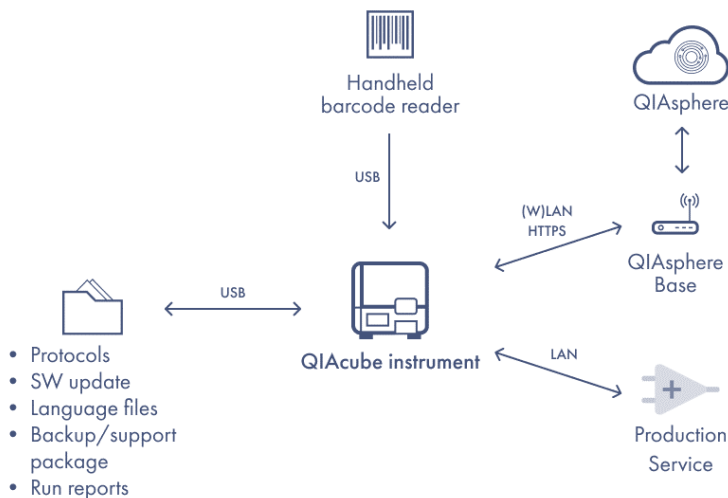 Handheld
barcode reader
QIAsphere
USB
(W)LAN
HTTPS
QIAsphere
Base
USB
QIAcube instrument
LAN
• Protocols
• SW update
• Language files
• Backup/support
package
• Run reports
Production
Service